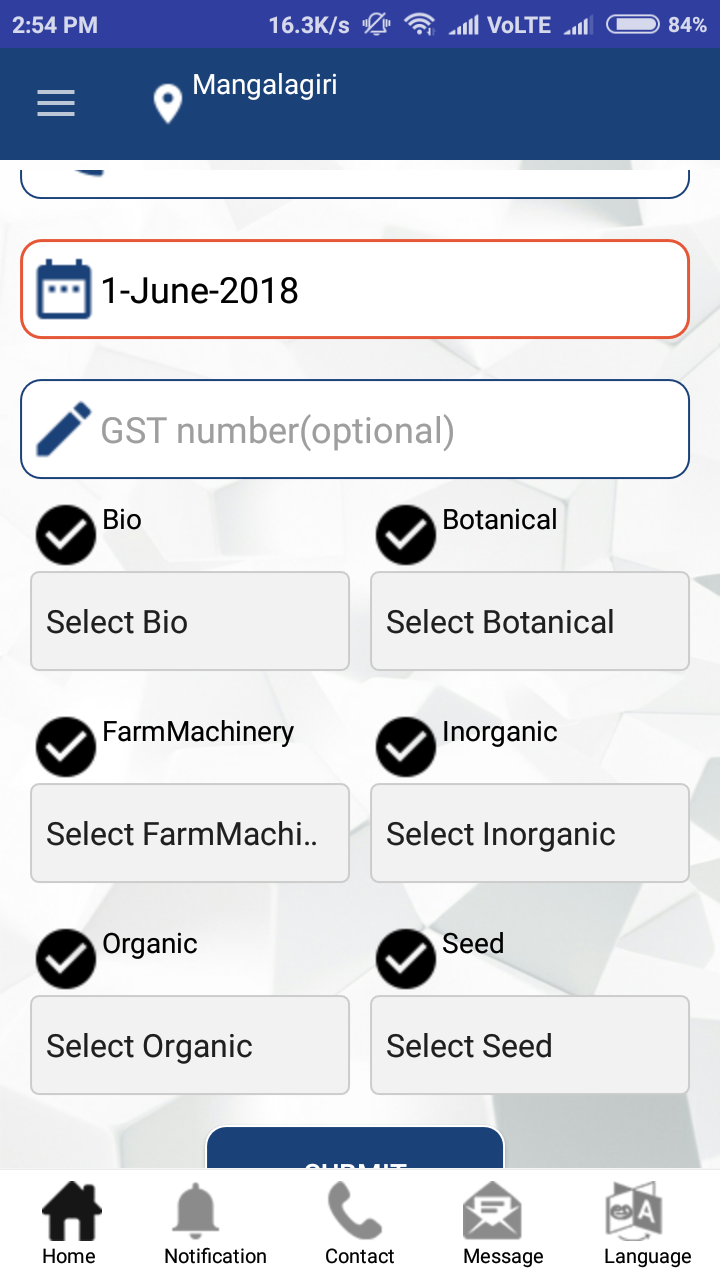 2:54 PM 16.3K/s VoLTE 84%
Mangalagiri
1-June-2018
GST number(optional)
Bio Botanical
Select Bio Select Botanical
FarmMachinery Inorganic
Select FarmMachi.. Select Inorganic
Organic Seed
Select Organic Select Seed
SUBMIT
Home Notification Contact Message Language